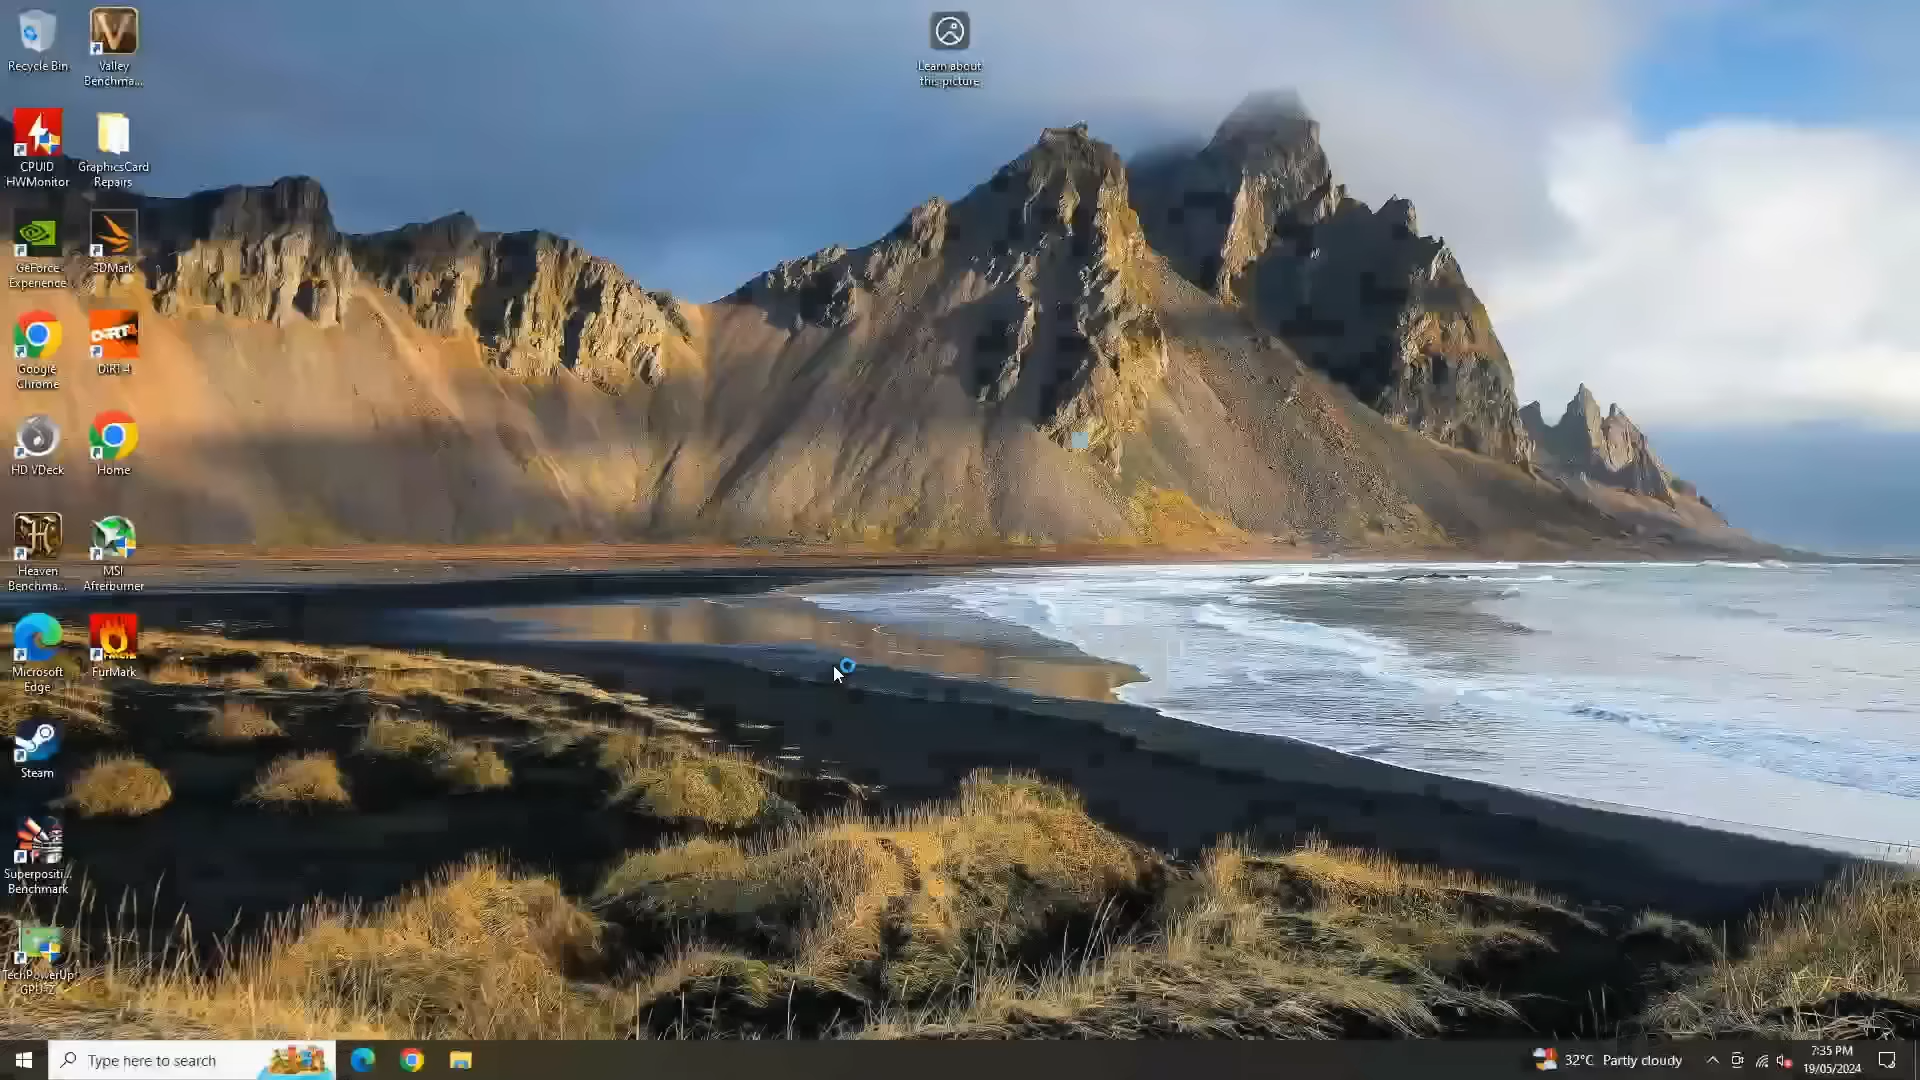 Recycle Bin
Valley
Benchma...
Learn about
this picture
CPUID
HWMonitor
GraphicsCard
Repairs
GeForce
Experience
3DMark
Google
Chrome
DiRT 4
HD VDeck
Home
Heaven
Benchma...
MSI
Afterburner
Microsoft
Edge
FurMark
Steam
Superpositi...
Benchmark
TechPowerUp
GPU-Z
Type here to search
32°C Partly cloudy
7:35 PM
19/05/2024